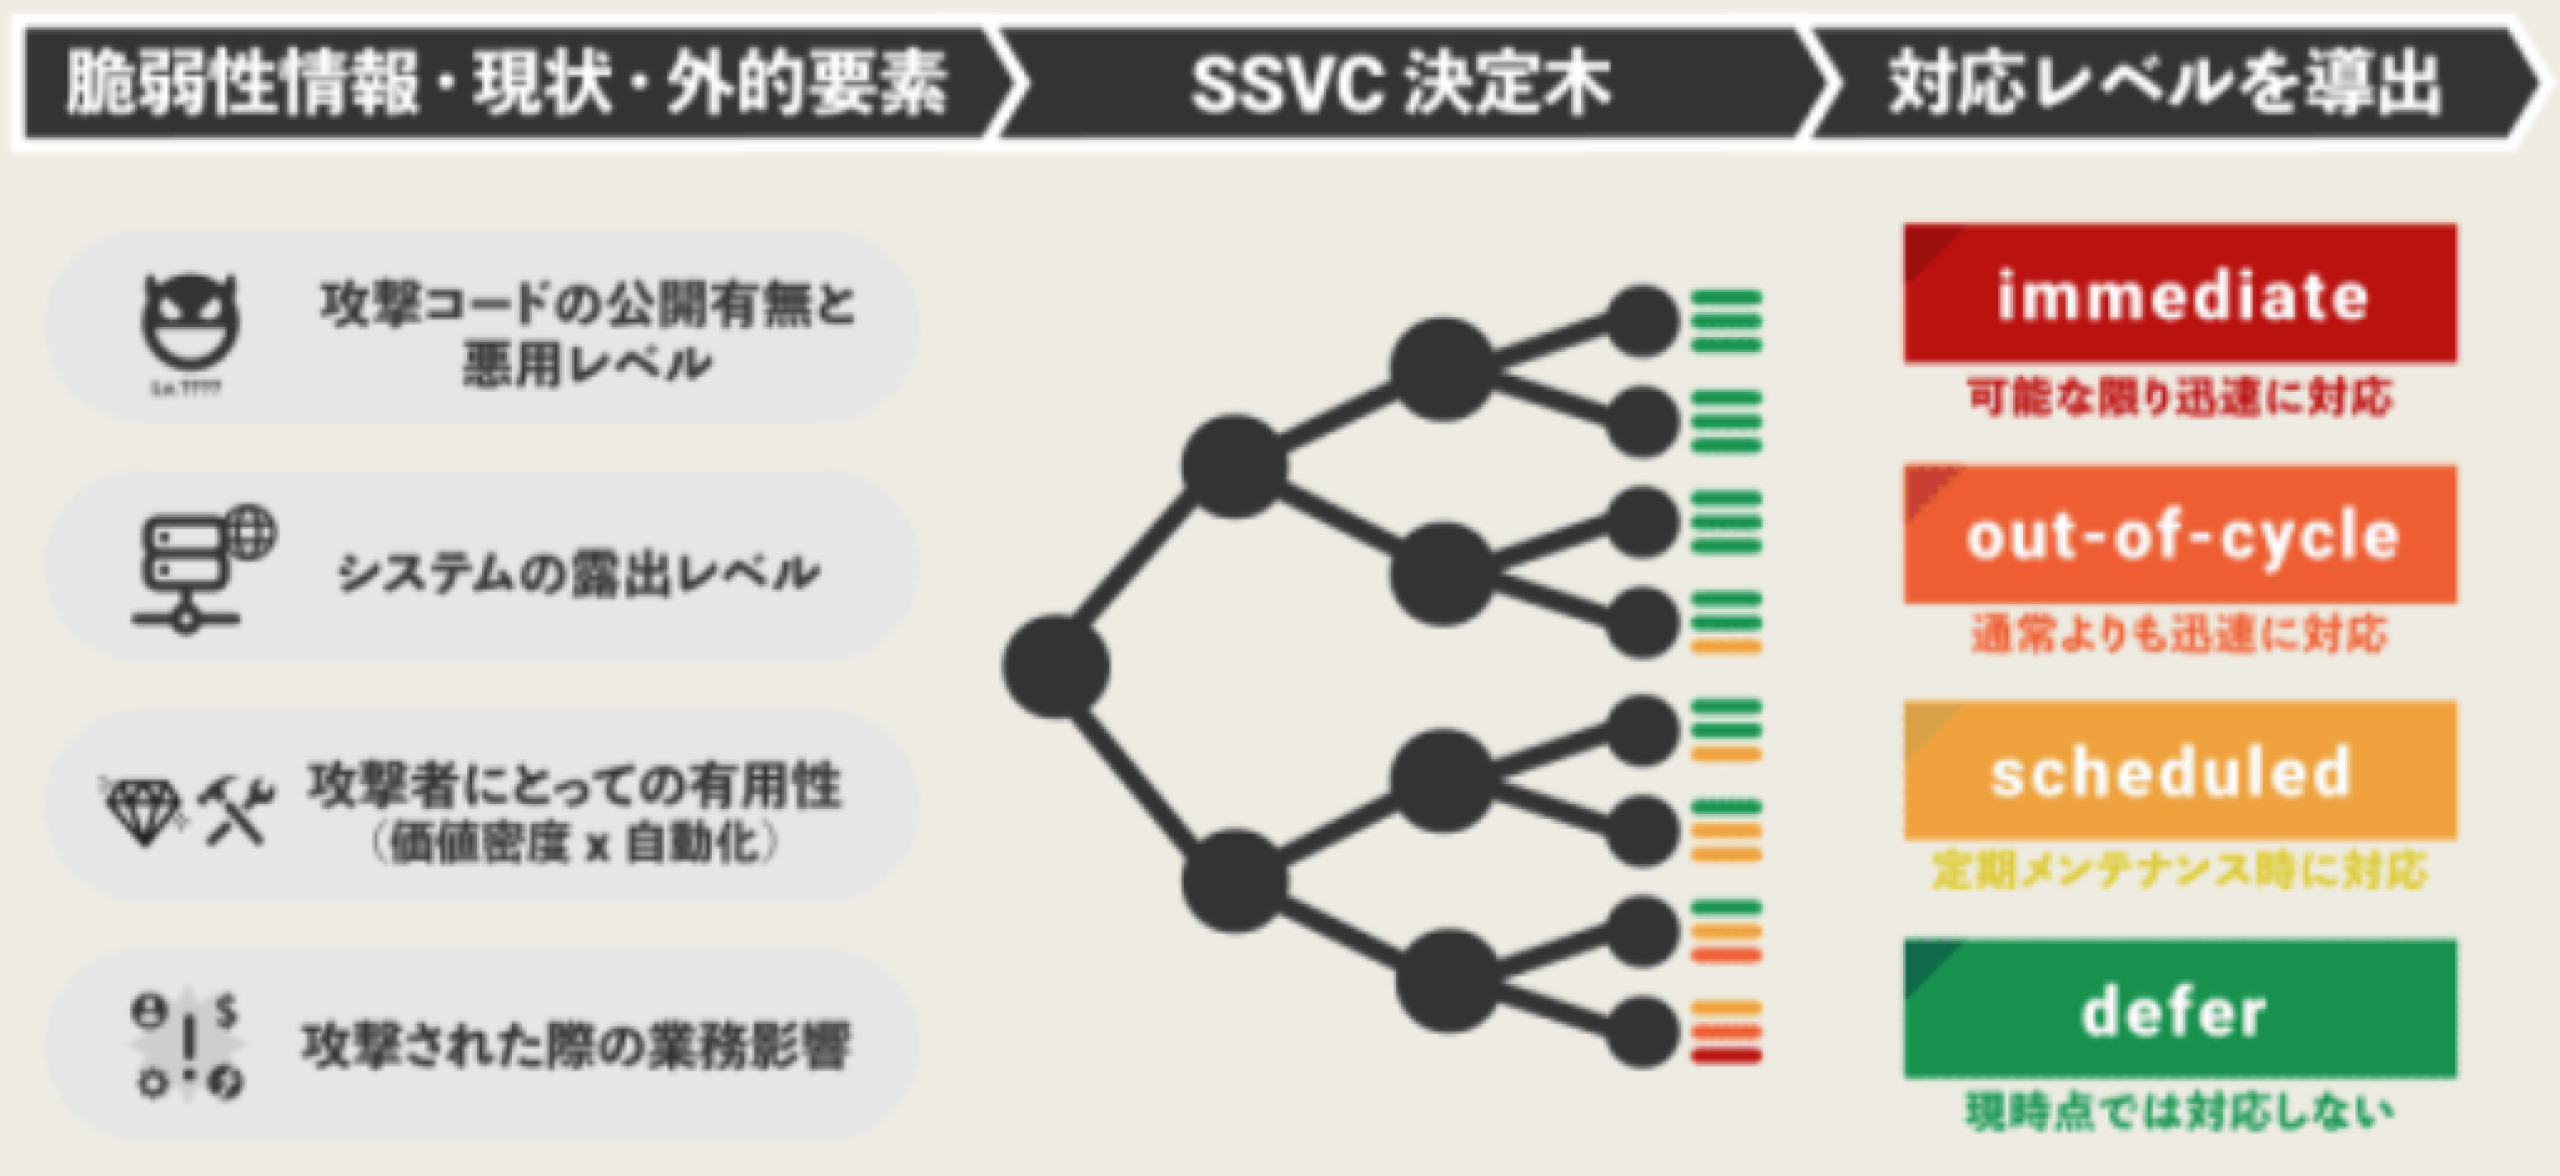 脆弱性情報・現状・外的要素
SSVC 決定木
対応レベルを導出
攻撃コードの公開有無と
悪用レベル
システムの露出レベル
攻撃者にとっての有用性
（価値密度 x 自動化）
攻撃された際の業務影響
immediate
可能な限り迅速に対応
out-of-cycle
通常よりも迅速に対応
scheduled
定期メンテナンス時に対応
defer
現時点では対応しない